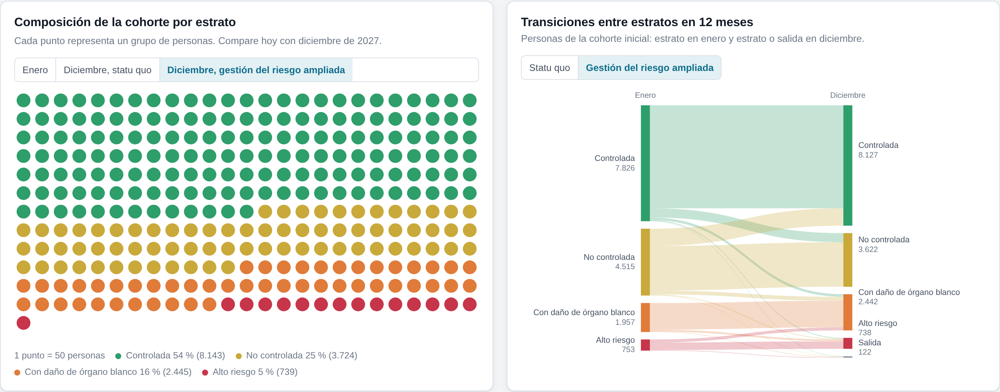 Composición de la cohorte por estrato
Cada punto representa un grupo de personas. Compare hoy con diciembre de 2027.
Enero
Diciembre, statu quo
Diciembre, gestión del riesgo ampliada
1 punto = 50 personas
Controlada 54 % (8.143)
No controlada 25 % (3.724)
Con daño de órgano blanco 16 % (2.445)
Alto riesgo 5 % (739)
Transiciones entre estratos en 12 meses
Personas de la cohorte inicial: estrato en enero y estrato o salida en diciembre.
Statu quo
Gestión del riesgo ampliada
Enero
Diciembre
Controlada
7.826
No controlada
4.515
Con daño de órgano blanco
1.957
Alto riesgo
753
Controlada
8.127
No controlada
3.622
Con daño de órgano blanco
2.442
Alto riesgo
738
Salida
122